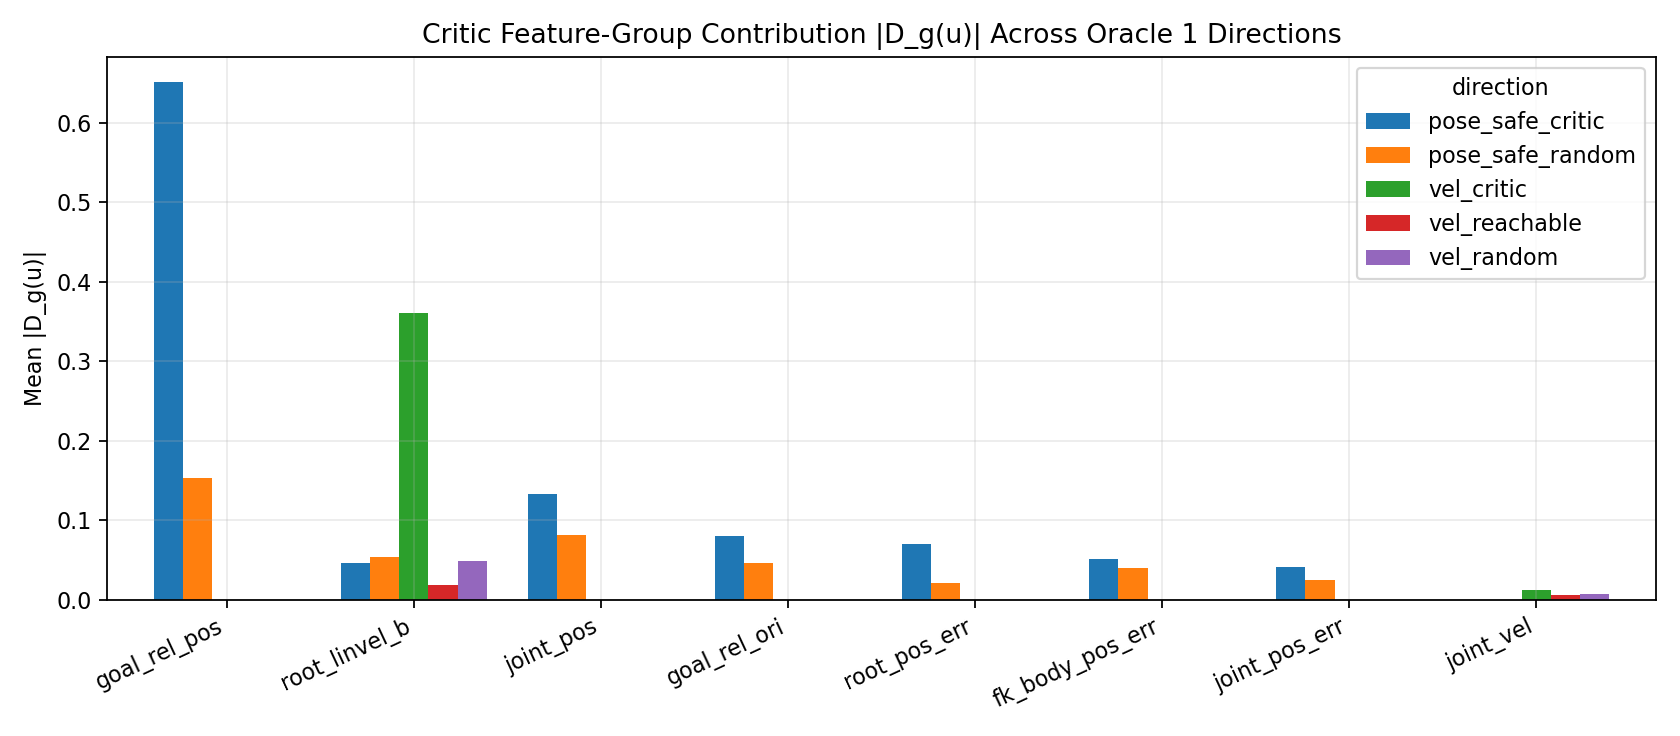 Critic Feature-Group Contribution |D_g(u)| Across Oracle 1 Directions
direction
pose_safe_critic
pose_safe_random
vel_critic
vel_reachable
vel_random
Mean |D_g(u)|
0.6
0.5
0.4
0.3
0.2
0.1
0.0
goal_rel_pos
root_linvel_b
joint_pos
goal_rel_ori
root_pos_err
fk_body_pos_err
joint_pos_err
joint_vel